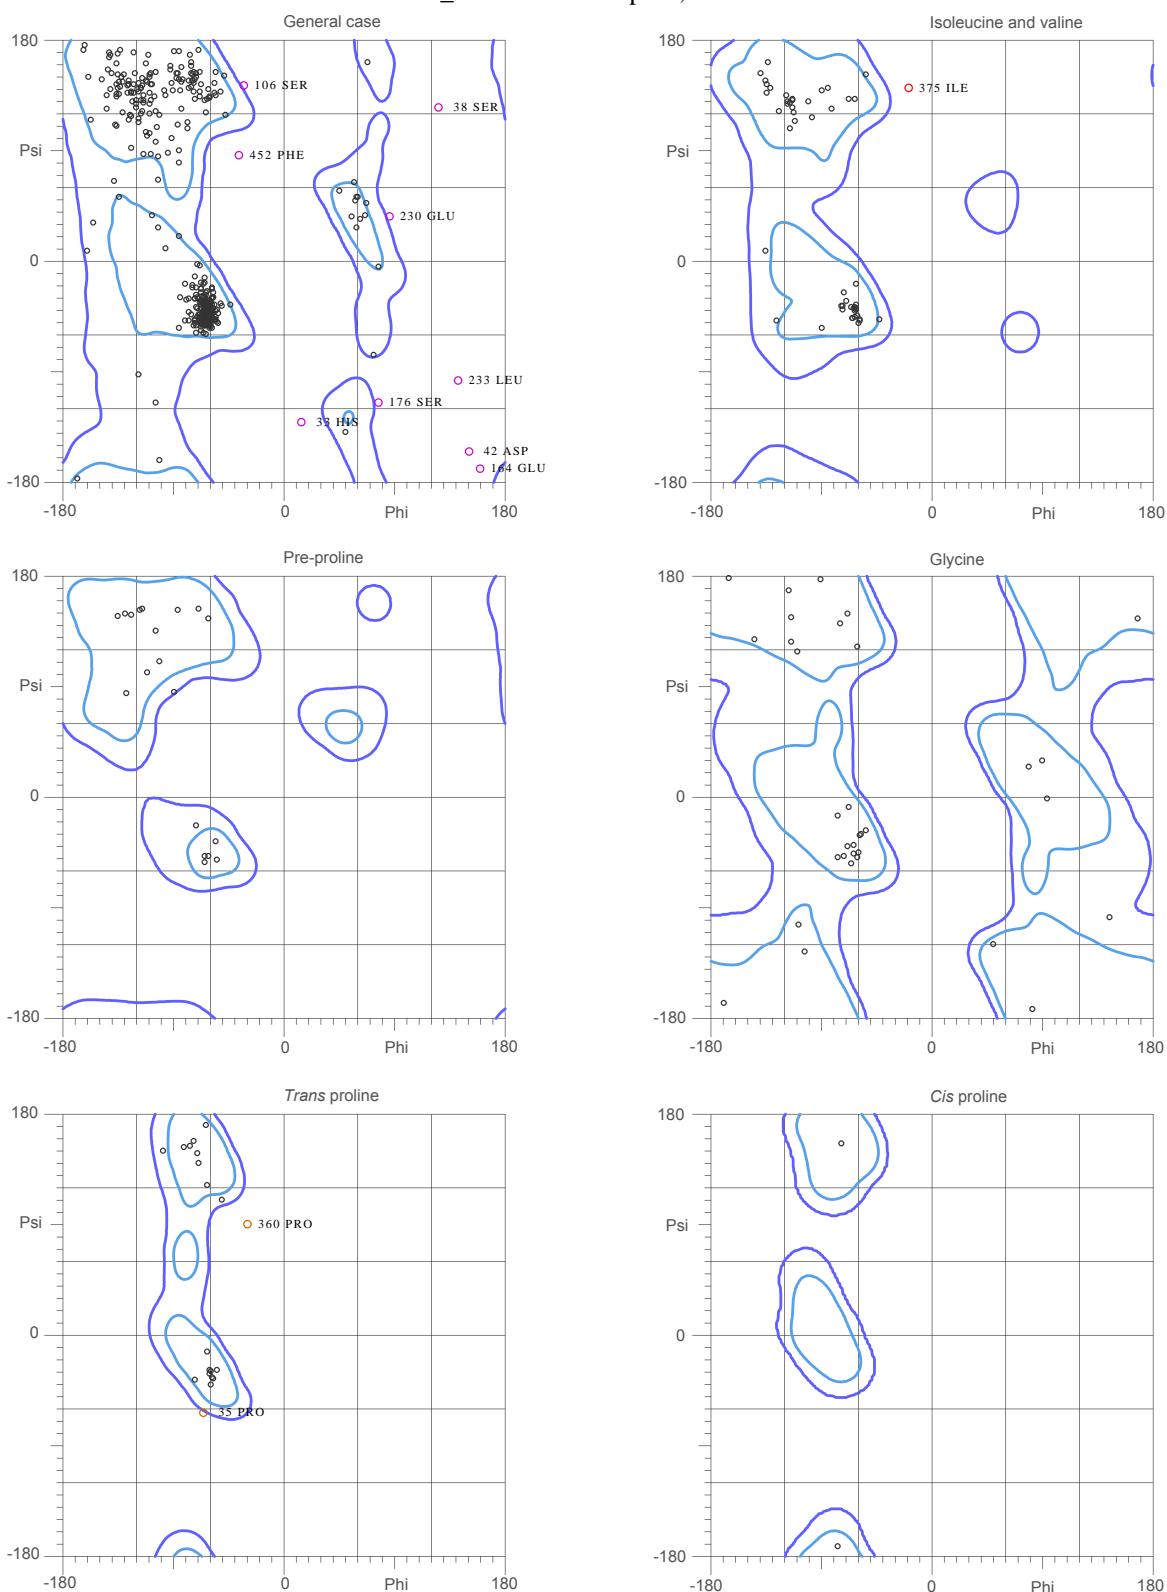 General case
180
Psi
0
-180
-180
0
Phi
180
106 SER
38 SER
452 PHE
230 GLU
233 LEU
176 SER
33 HIS
42 ASP
164 GLU
Isoleucine and valine
180
Psi
0
-180
-180
0
Phi
180
375 ILE
Pre-proline
180
Psi
0
-180
-180
0
Phi
180
Glycine
180
Psi
0
-180
-180
0
Phi
180
Trans proline
180
Psi
0
-180
-180
0
Phi
180
360 PRO
35 PRO
Cis proline
180
Psi
0
-180
-180
0
Phi
180